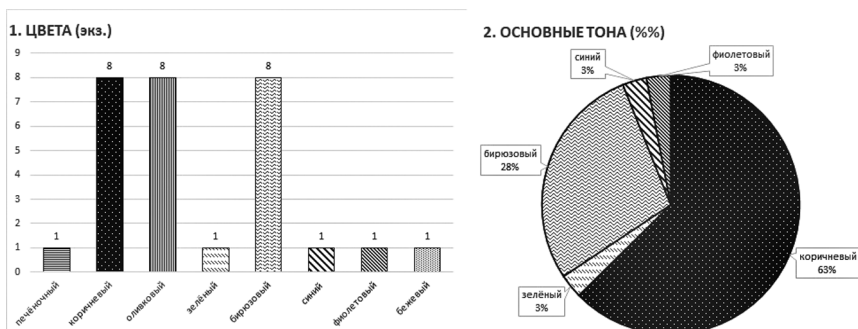 1. ЦВЕТА (экз.)
9
8
7
6
5
4
3
2
1
0
1
8
8
1
8
1
1
1
печёночный
коричневый
оливковый
зелёный
бирюзовый
синий
фиолетовый
бежевый
2. ОСНОВНЫЕ ТОНА (%%)
синий
3%
фиолетовый
3%
бирюзовый
28%
коричневый
63%
зелёный
3%